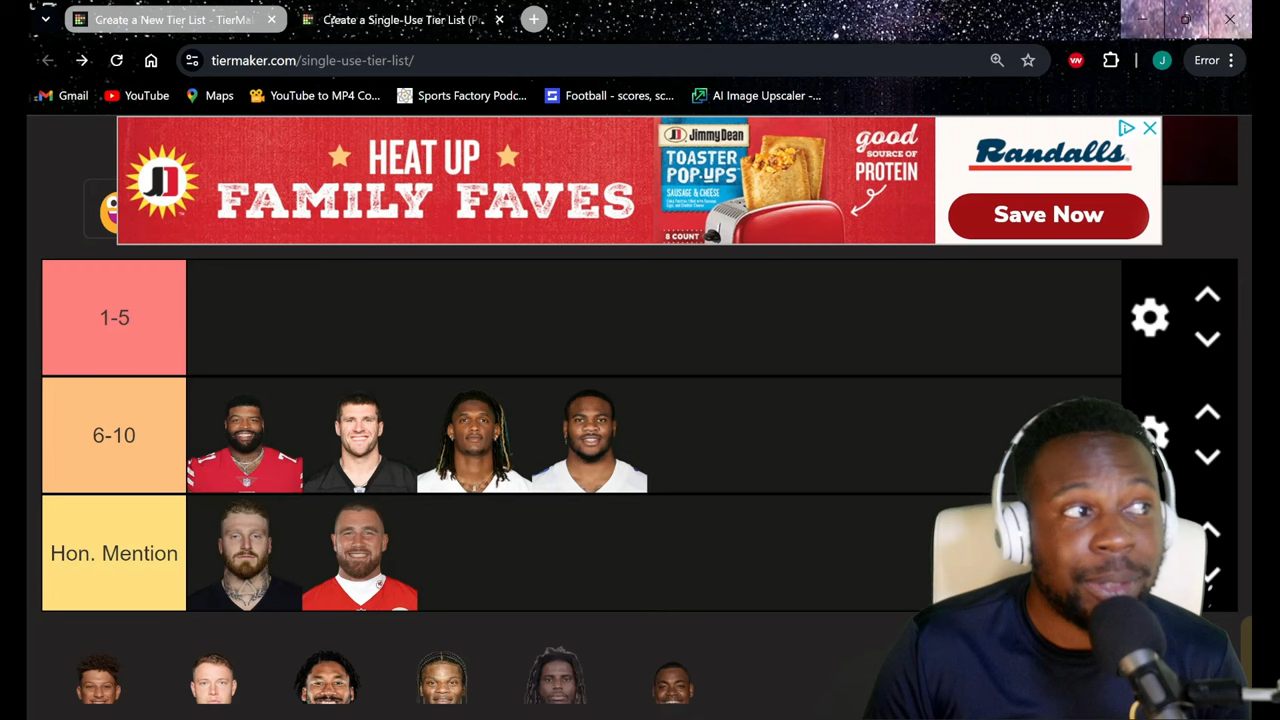 Create a New Tier List - TierMa
Create a Single-Use Tier List (P
tiermaker.com/single-use-tier-list/
Error
Gmail
YouTube
Maps
YouTube to MP4 Co...
Sports Factory Podc...
Football - scores, sc...
AI Image Upscaler -...
HEAT UP
FAMILY FAVES
JD
Jimmy Dean
TOASTER
POP-UPS
SAUSAGE & CHEESE
8 COUNT
good
SOURCE OF
PROTEIN
Randalls
Save Now
1-5
6-10
Hon. Mention